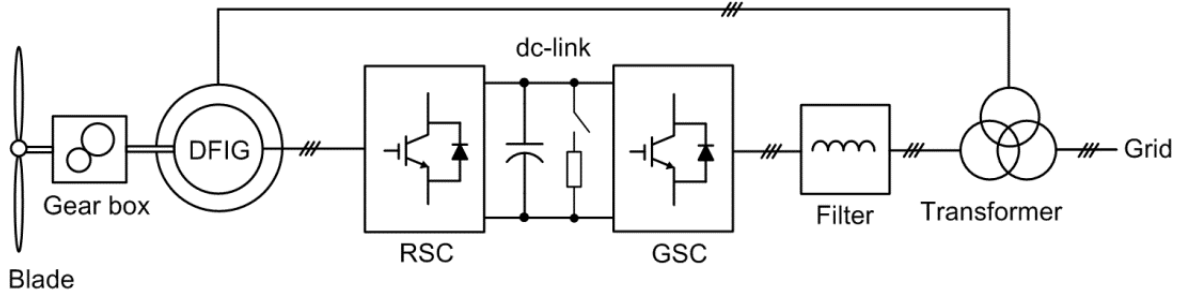 dc-link
DFIG
Grid
Gear box
Filter
Transformer
RSC
GSC
Blade